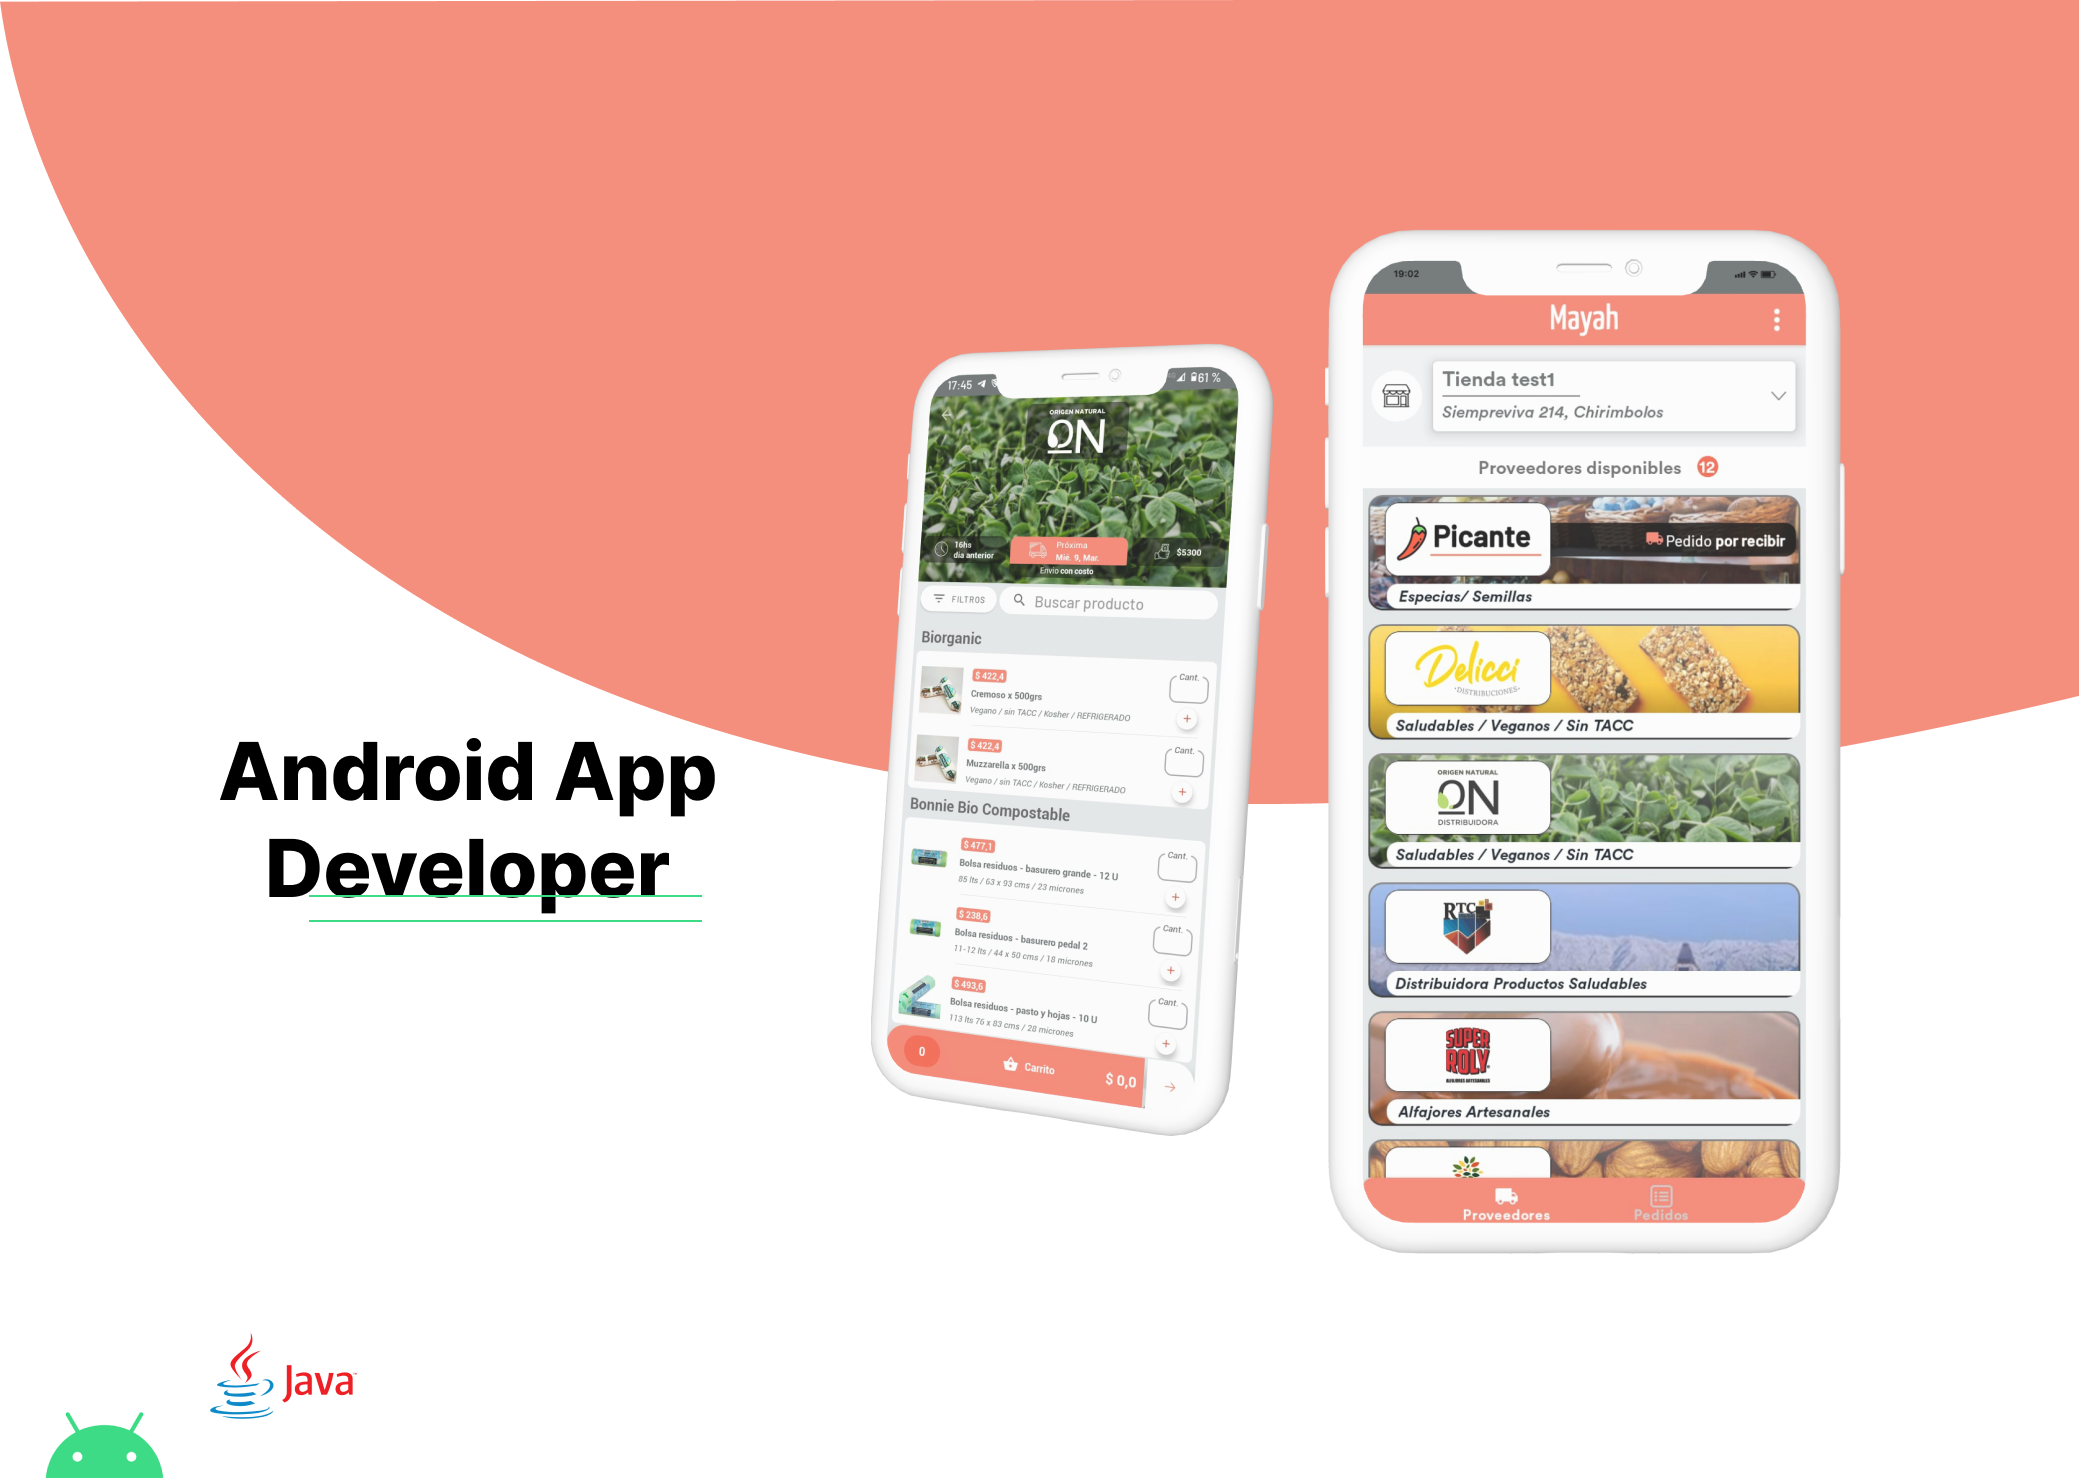 Android App
Developer
Java
17:45
61 %
ORIGEN NATURAL
ON
16hs
día anterior
Próxima
Mié. 9, Mar.
$5300
Envío con costo
FILTROS
Buscar producto
Biorganic
$ 422,4
Cant.
Cremoso x 500grs
Vegano / sin TACC / Kosher / REFRIGERADO
+
$ 422,4
Cant.
Muzzarella x 500grs
Vegano / sin TACC / Kosher / REFRIGERADO
+
Bonnie Bio Compostable
$ 477,1
Cant.
Bolsa residuos - basurero grande - 12 U
85 lts / 63 x 93 cms / 23 micrones
+
$ 238,6
Cant.
Bolsa residuos - basurero pedal 2
11-12 lts / 44 x 50 cms / 18 micrones
+
$ 493,6
Cant.
Bolsa residuos - pasto y hojas - 10 U
113 lts 76 x 83 cms / 28 micrones
+
0
Carrito
$ 0,0
19:02
Mayah
Tienda test1
Siempreviva 214, Chirimbolos
Proveedores disponibles 12
Picante
Pedido por recibir
Especias/ Semillas
Delicci
·DISTRIBUCIONES·
Saludables / Veganos / Sin TACC
ORIGEN NATURAL
ON
DISTRIBUIDORA
Saludables / Veganos / Sin TACC
RTC
Distribuidora Productos Saludables
SUPER
ROLY
ALFAJORES ARTESANALES
Alfajores Artesanales
Proveedores
Pedidos